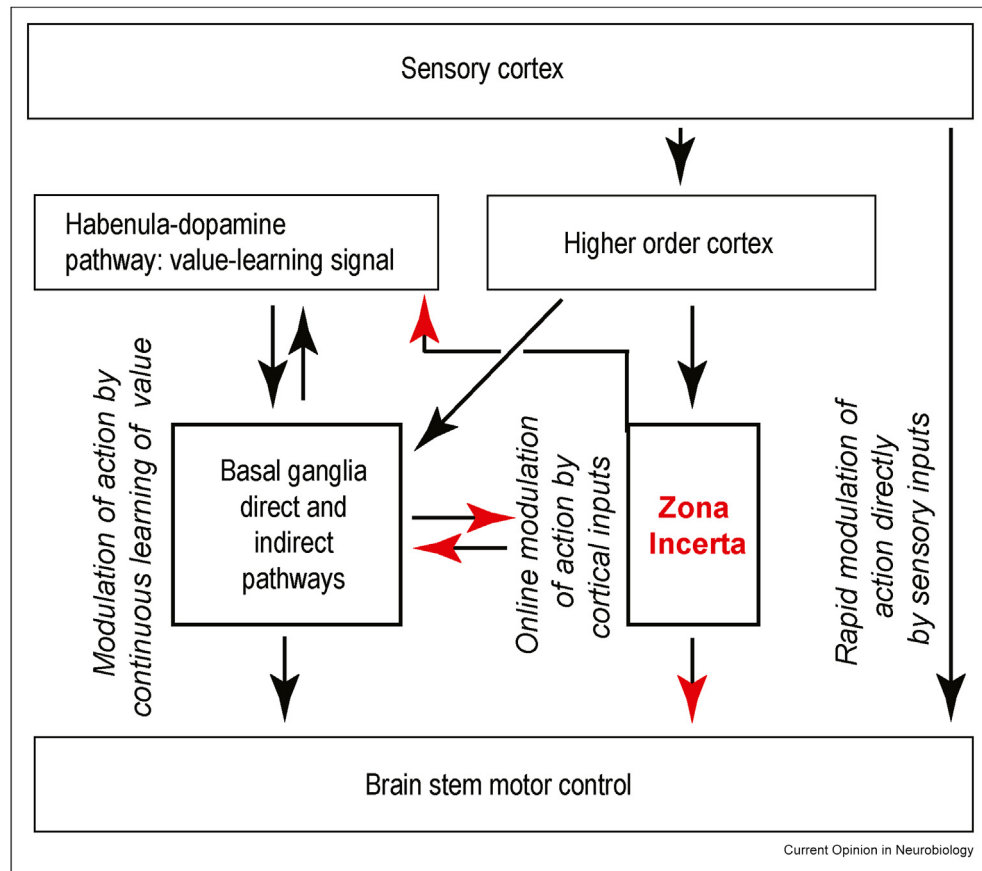 Sensory cortex
Habenula-dopamine
pathway: value-learning signal
Higher order cortex
Modulation of action by
continuous learning of value
Basal ganglia
direct and
indirect
pathways
Online modulation
of action by
cortical inputs
Zona
Incerta
Rapid modulation of
action directly
by sensory inputs
Brain stem motor control
Current Opinion in Neurobiology